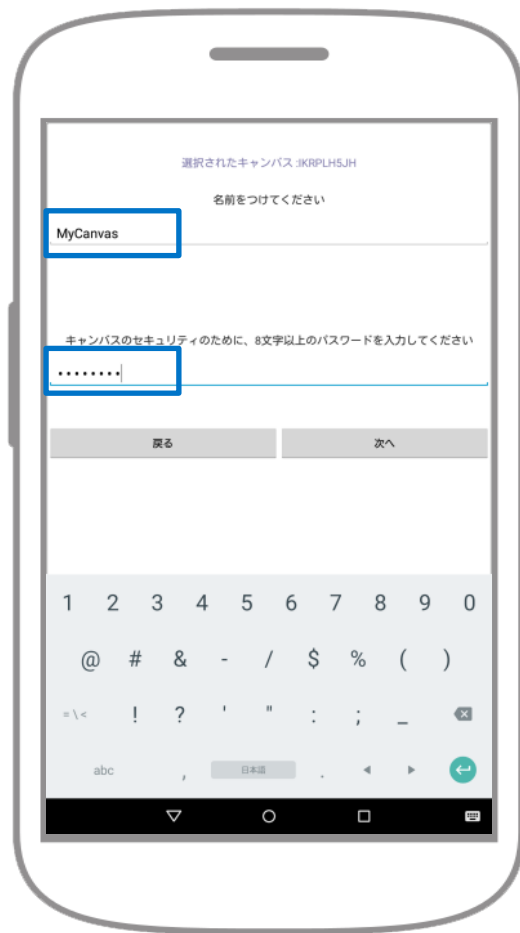 選択されたキャンバス :IKRPLH5JH
名前をつけてください
MyCanvas
キャンバスのセキュリティのために、8文字以上のパスワードを入力してください
••••••••
戻る 次へ
1 2 3 4 5 6 7 8 9 0
@ # & - / $ % ( )
= \ < ! ? ' " : ; _
abc , 日本語 .